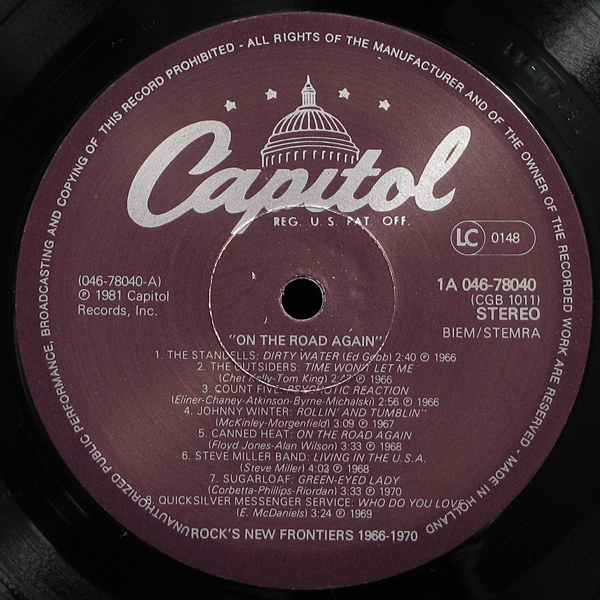 UNAUTHORIZED PUBLIC PERFORMANCE, BROADCASTING AND COPYING OF THIS RECORD PROHIBITED - ALL RIGHTS OF THE MANUFACTURER AND OF THE OWNER OF THE RECORDED WORK ARE RESERVED - MADE IN HOLLAND
Capitol
REG. U.S. PAT. OFF.
LC 0148
(046-78040-A)
℗ 1981 Capitol
Records, Inc.
1A 046-78040
(CGB 1011)
STEREO
BIEM/STEMRA
"ON THE ROAD AGAIN"
1. THE STANDELLS: DIRTY WATER (Ed Cobb) 2:40 ℗ 1966
2. THE OUTSIDERS: TIME WON'T LET ME
(Chet Kelly-Tom King) ℗ 1966
3. COUNT FIVE: PSYCHOTIC REACTION
(Eliner-Chaney-Atkinson-Byrne-Michalski) 2:56 ℗ 1966
4. JOHNNY WINTER: ROLLIN' AND TUMBLIN'
(McKinley-Morgenfield) 3:09 ℗ 1967
5. CANNED HEAT: ON THE ROAD AGAIN
(Floyd Jones-Alan Wilson) 3:33 ℗ 1968
6. STEVE MILLER BAND: LIVING IN THE U.S.A.
(Steve Miller) 4:03 ℗ 1968
7. SUGARLOAF: GREEN-EYED LADY
(Corbetta-Phillips-Riordan) 3:33 ℗ 1970
8. QUICKSILVER MESSENGER SERVICE: WHO DO YOU LOVE
(E. McDaniels) 3:24 ℗ 1969
ROCK'S NEW FRONTIERS 1966-1970